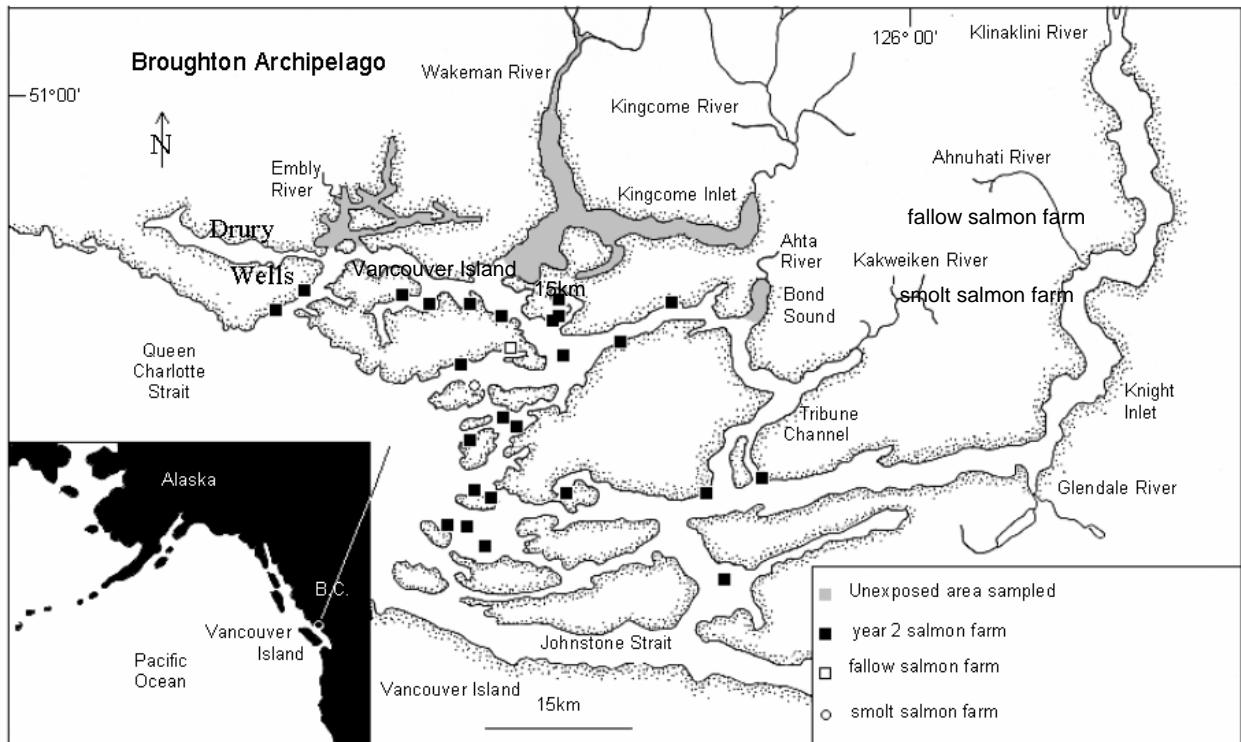 126° 00'
Klinaklini River
Broughton Archipelago
Wakeman River
51°00'
Kingcome River
N
Ahnuhati River
Embly
River
Kingcome Inlet
fallow salmon farm
Drury
Ahta
River
Kakweiken River
Wells
Vancouver Island
15km
smolt salmon farm
Bond
Sound
Queen
Charlotte
Strait
Knight
Inlet
Tribune
Channel
Alaska
Glendale River
B.C.
Unexposed area sampled
year 2 salmon farm
Vancouver
Island
Johnstone Strait
fallow salmon farm
Pacific
Ocean
Vancouver Island
15km
smolt salmon farm